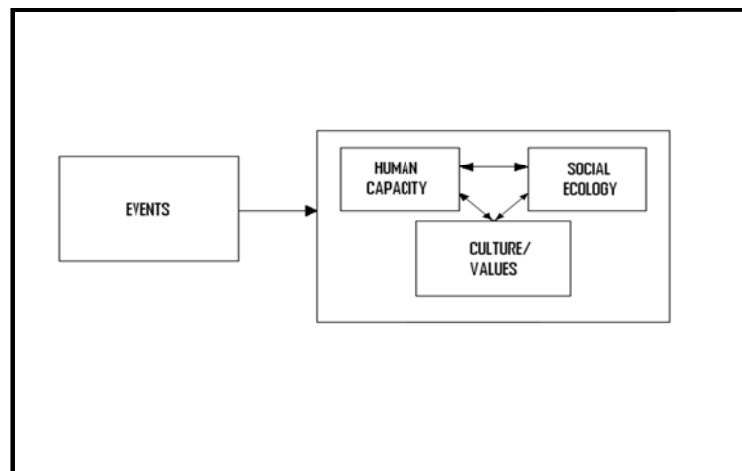 EVENTS
HUMAN
CAPACITY
SOCIAL
ECOLOGY
CULTURE/
VALUES